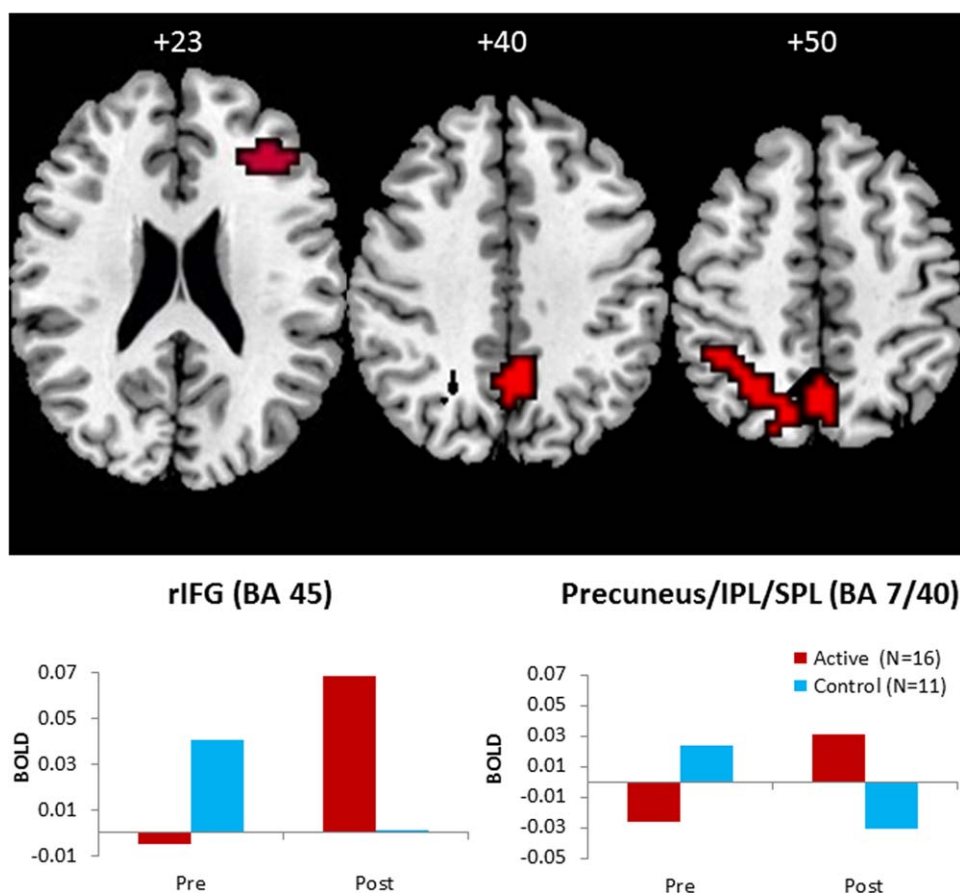 +23 +40 +50
rIFG (BA 45)
0.07
0.05
0.03
0.01
-0.01
BOLD
Pre Post
Precuneus/IPL/SPL (BA 7/40)
Active (N=16)
Control (N=11)
0.07
0.05
0.03
0.01
-0.01
-0.03
-0.05
BOLD
Pre Post